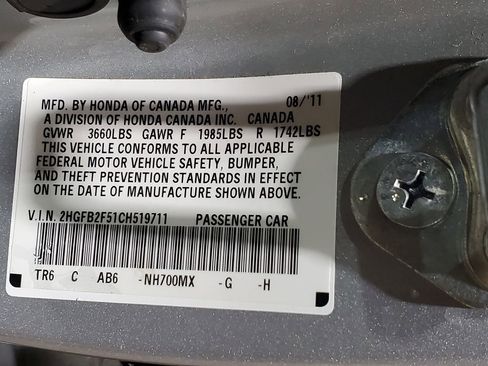 MFD. BY HONDA OF CANADA MFG., 08/'11
A DIVISION OF HONDA CANADA INC. CANADA
GVWR 3660LBS GAWR F 1985LBS R 1742LBS
THIS VEHICLE CONFORMS TO ALL APPLICABLE
FEDERAL MOTOR VEHICLE SAFETY, BUMPER,
AND THEFT PREVENTION STANDARDS IN EFFECT
ON THE DATE OF MANUFACTURE SHOWN ABOVE.
V.I.N. 2HGFB2F51CH519711 PASSENGER CAR
TR6 C AB6 -NH700MX -G -H